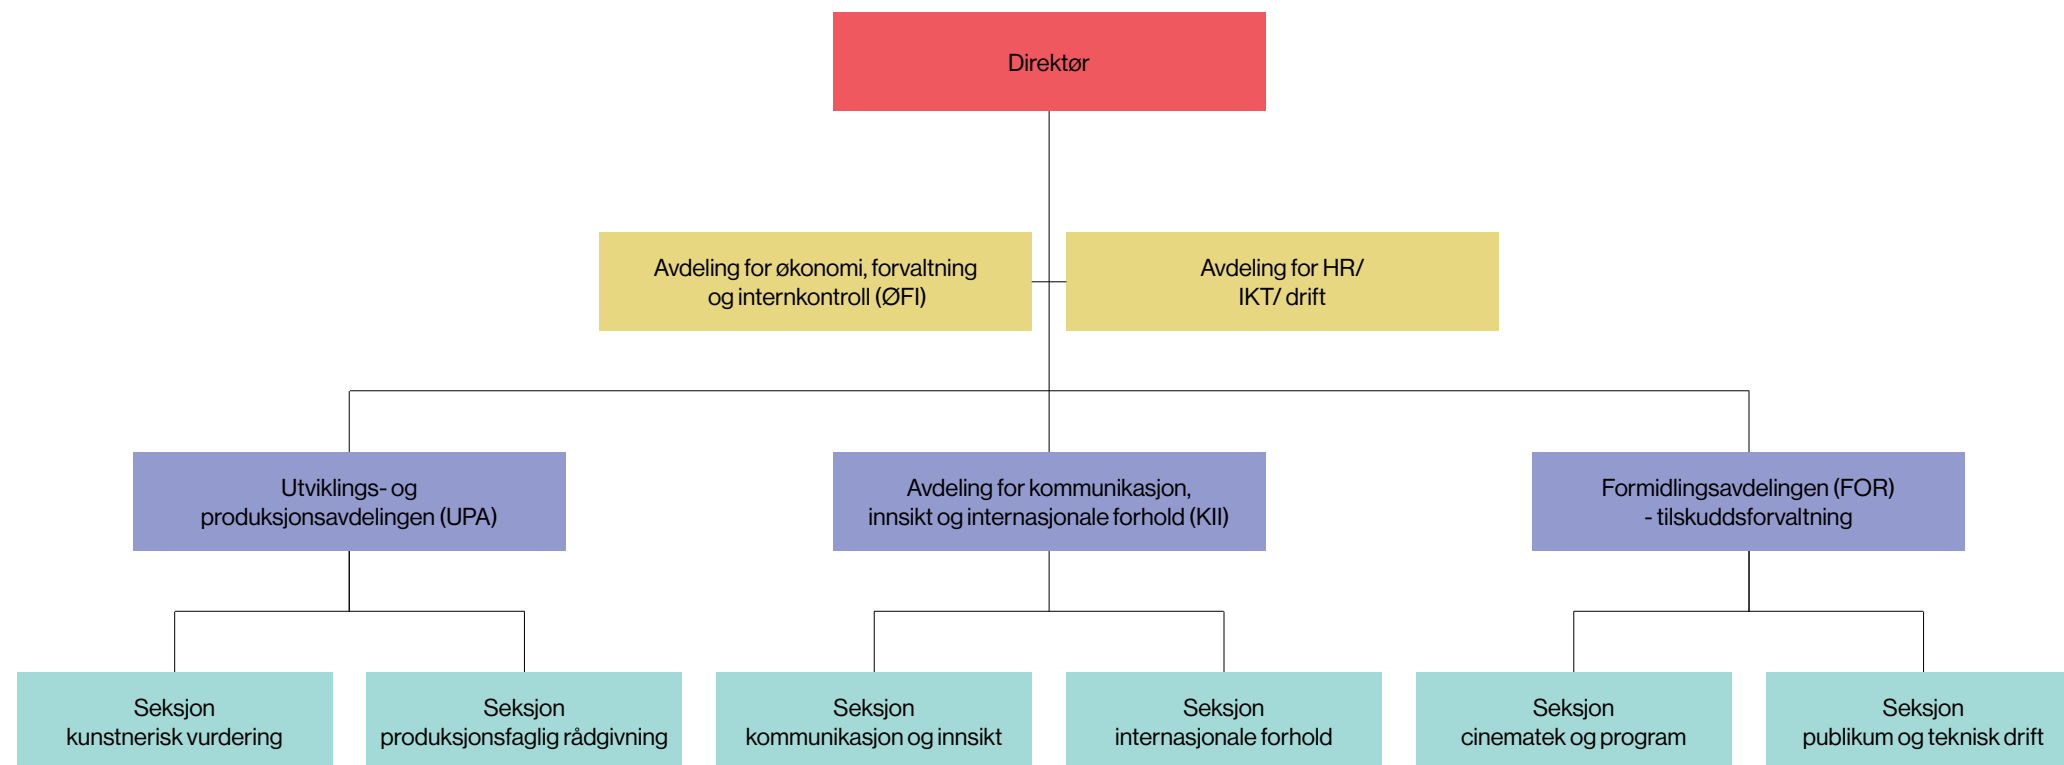 Direktør
Avdeling for økonomi, forvaltning
og internkontroll (ØFI)
Avdeling for HR/
IKT/ drift
Utviklings- og
produksjonsavdelingen (UPA)
Avdeling for kommunikasjon,
innsikt og internasjonale forhold (KII)
Formidlingsavdelingen (FOR)
- tilskuddsforvaltning
Seksjon
kunstnerisk vurdering
Seksjon
produksjonsfaglig rådgivning
Seksjon
kommunikasjon og innsikt
Seksjon
internasjonale forhold
Seksjon
cinematek og program
Seksjon
publikum og teknisk drift